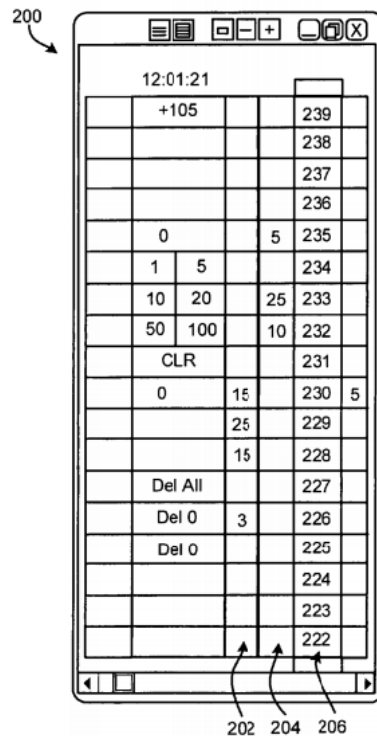 200
X
12:01:21
+105 239
238
237
236
0 5 235
1 5 234
10 20 25 233
50 100 10 232
CLR 231
0 15 230 5
25 229
15 228
Del All 227
Del 0 3 226
Del 0 225
224
223
222
202 204 206